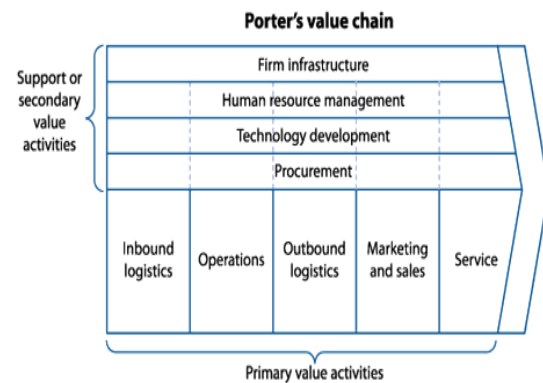 Porter's value chain
Support or
secondary
value
activities
Firm infrastructure
Human resource management
Technology development
Procurement
Inbound
logistics
Operations
Outbound
logistics
Marketing
and sales
Service
Primary value activities